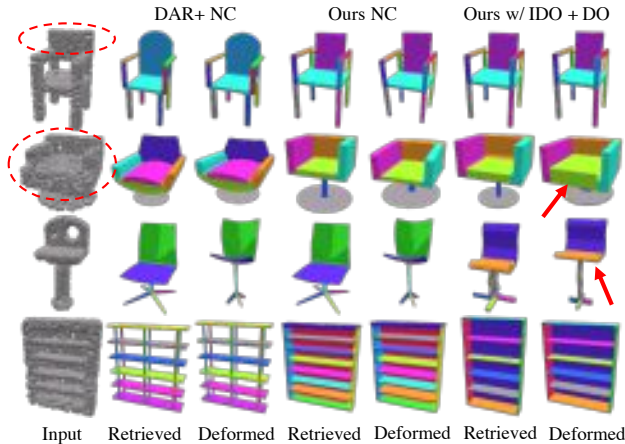 DAR+ NC Ours NC Ours w/ IDO + DO
Input Retrieved Deformed Retrieved Deformed Retrieved Deformed